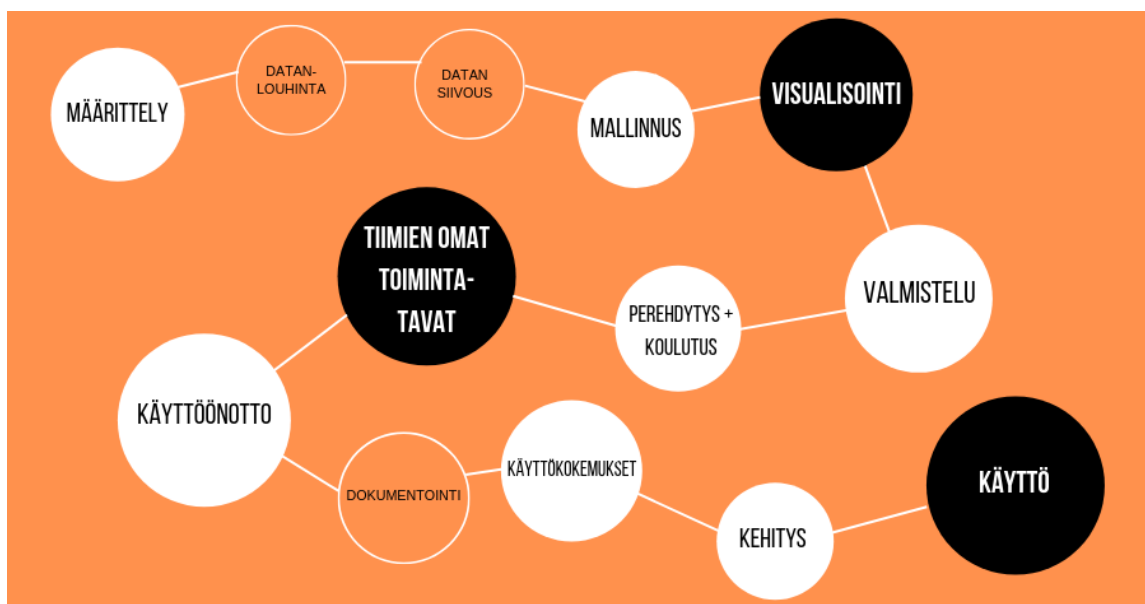 MÄÄRITTELY
DATAN-
LOUHINTA
DATAN
SIIVOUS
MALLINNUS
VISUALISOINTI
VALMISTELU
PEREHDYTYS +
KOULUTUS
TIIMIEN OMAT
TOIMINTA-
TAVAT
KÄYTTÖÖNOTTO
DOKUMENTOINTI
KÄYTTÖKOKEMUKSET
KEHITYS
KÄYTTÖ